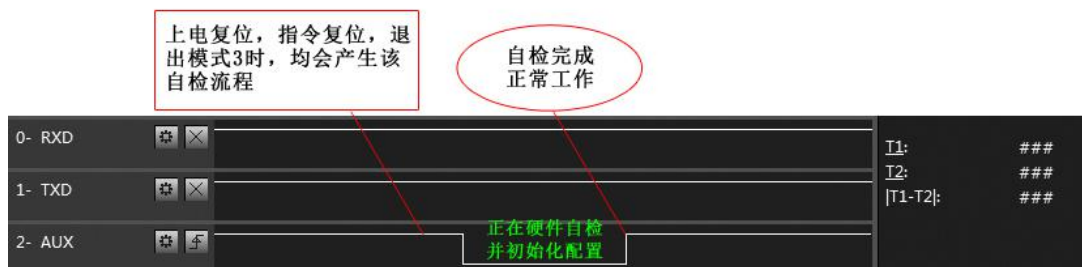 上电复位，指令复位，退
出模式3时，均会产生该
自检流程
自检完成
正常工作
0- RXD
T1: ###
T2: ###
1- TXD
|T1-T2|: ###
正在硬件自检
2- AUX
并初始化配置